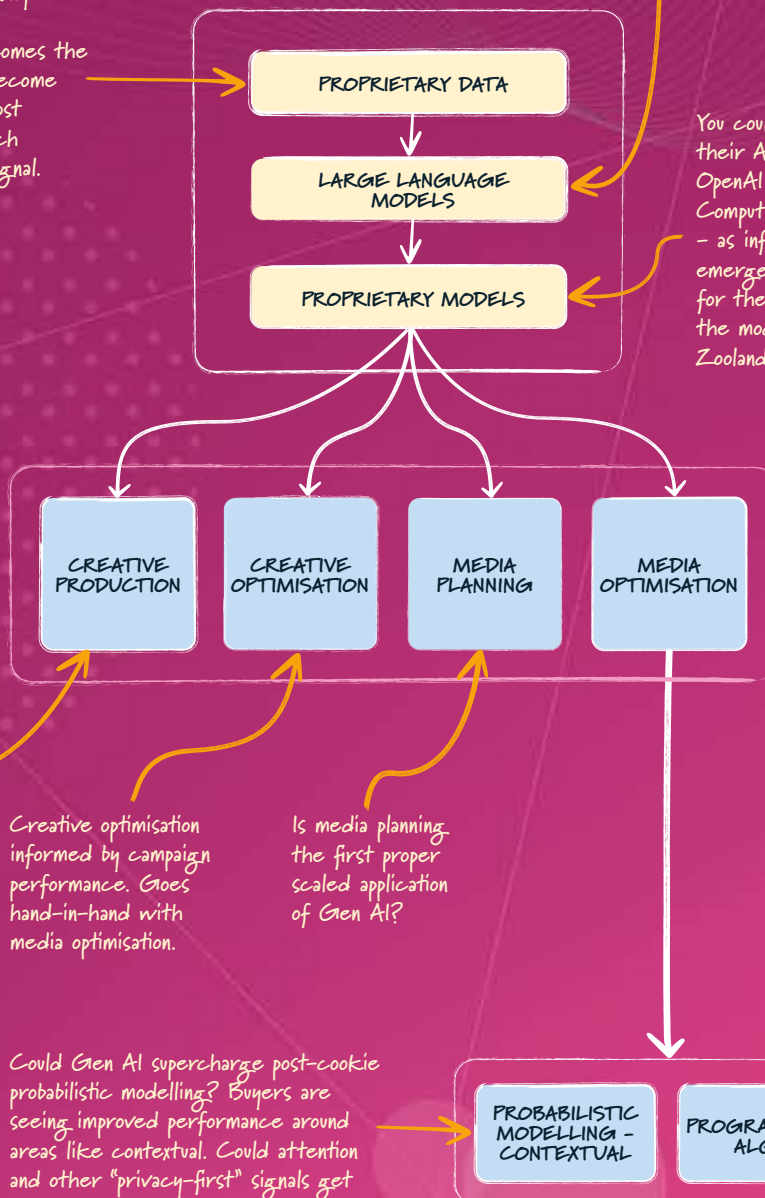 omes the
ecome
ost
ch
gnal.
PROPRIETARY DATA
LARGE LANGUAGE
MODELS
PROPRIETARY MODELS
You cou
their A
OpenAI
Comput
- as inf
emerge
for the
the mod
Zooland
CREATIVE
PRODUCTION
CREATIVE
OPTIMISATION
MEDIA
PLANNING
MEDIA
OPTIMISATION
Creative optimisation
informed by campaign
performance. Goes
hand-in-hand with
media optimisation.
Is media planning
the first proper
scaled application
of Gen AI?
Could Gen AI supercharge post-cookie
probabilistic modelling? Buyers are
seeing improved performance around
areas like contextual. Could attention
and other "privacy-first" signals get
PROBABILISTIC
MODELLING -
CONTEXTUAL
PROGRA
ALG